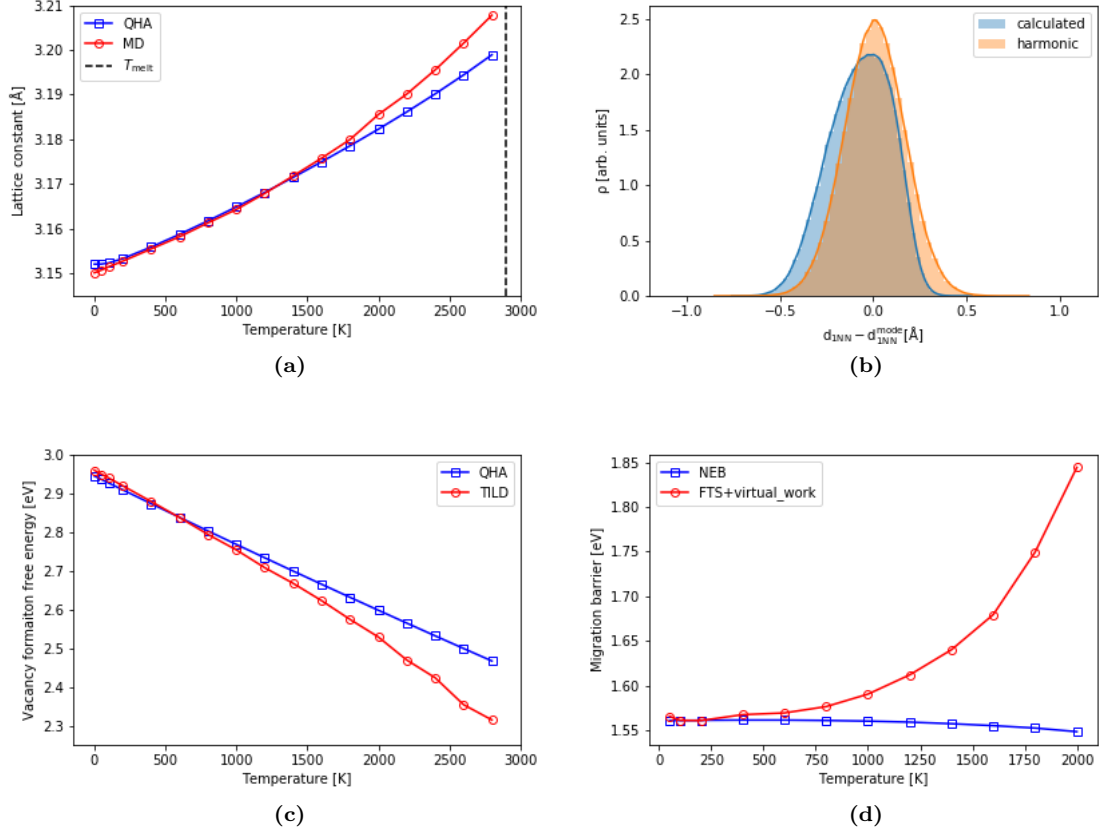 3.21
3.20
3.19
3.18
3.17
3.16
3.15
Lattice constant [Å]
QHA
MD
T_melt
0 500 1000 1500 2000 2500 3000
Temperature [K]
(a)
2.5
2.0
1.5
1.0
0.5
0.0
ρ [arb. units]
calculated
harmonic
−1.0 −0.5 0.0 0.5 1.0
d_1NN − d_1NN^mode [Å]
(b)
3.0
2.9
2.8
2.7
2.6
2.5
2.4
2.3
Vacancy formaiton free energy [eV]
QHA
TILD
0 500 1000 1500 2000 2500 3000
Temperature [K]
(c)
1.85
1.80
1.75
1.70
1.65
1.60
1.55
Migration barrier [eV]
NEB
FTS+virtual_work
0 250 500 750 1000 1250 1500 1750 2000
Temperature [K]
(d)